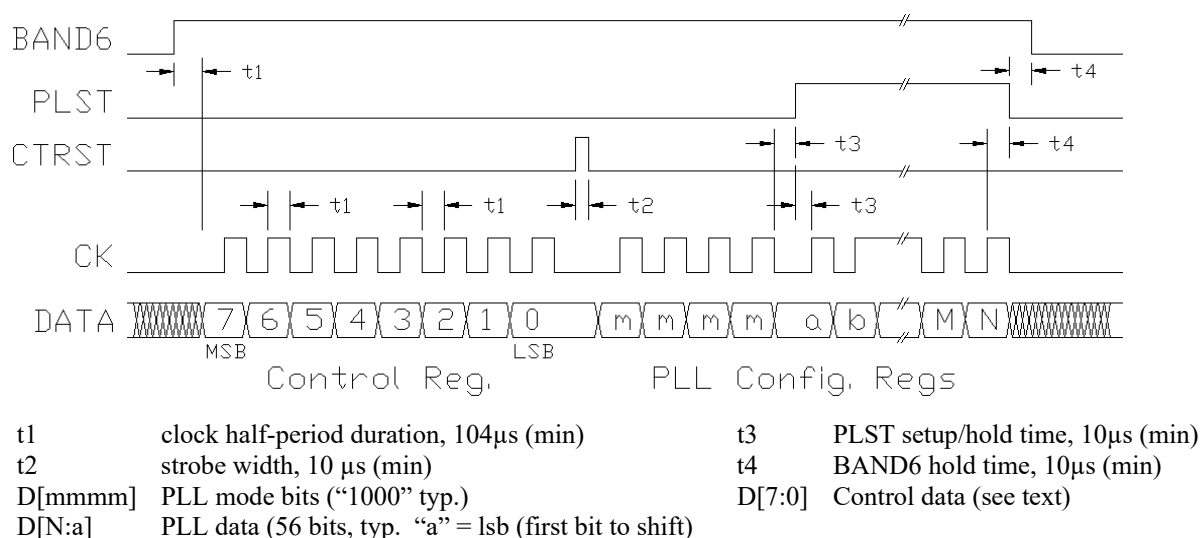 BAND6
t1
t4
PLST
CTRST
t3
t4
t1
t1
t2
t3
CK
DATA 7 6 5 4 3 2 1 0 m m m m a b M N
MSB LSB
Control Reg. PLL Config. Regs
t1 clock half-period duration, 104µs (min) t3 PLST setup/hold time, 10µs (min)
t2 strobe width, 10 µs (min) t4 BAND6 hold time, 10µs (min)
D[mmmm] PLL mode bits (“1000” typ.) D[7:0] Control data (see text)
D[N:a] PLL data (56 bits, typ. “a” = lsb (first bit to shift)